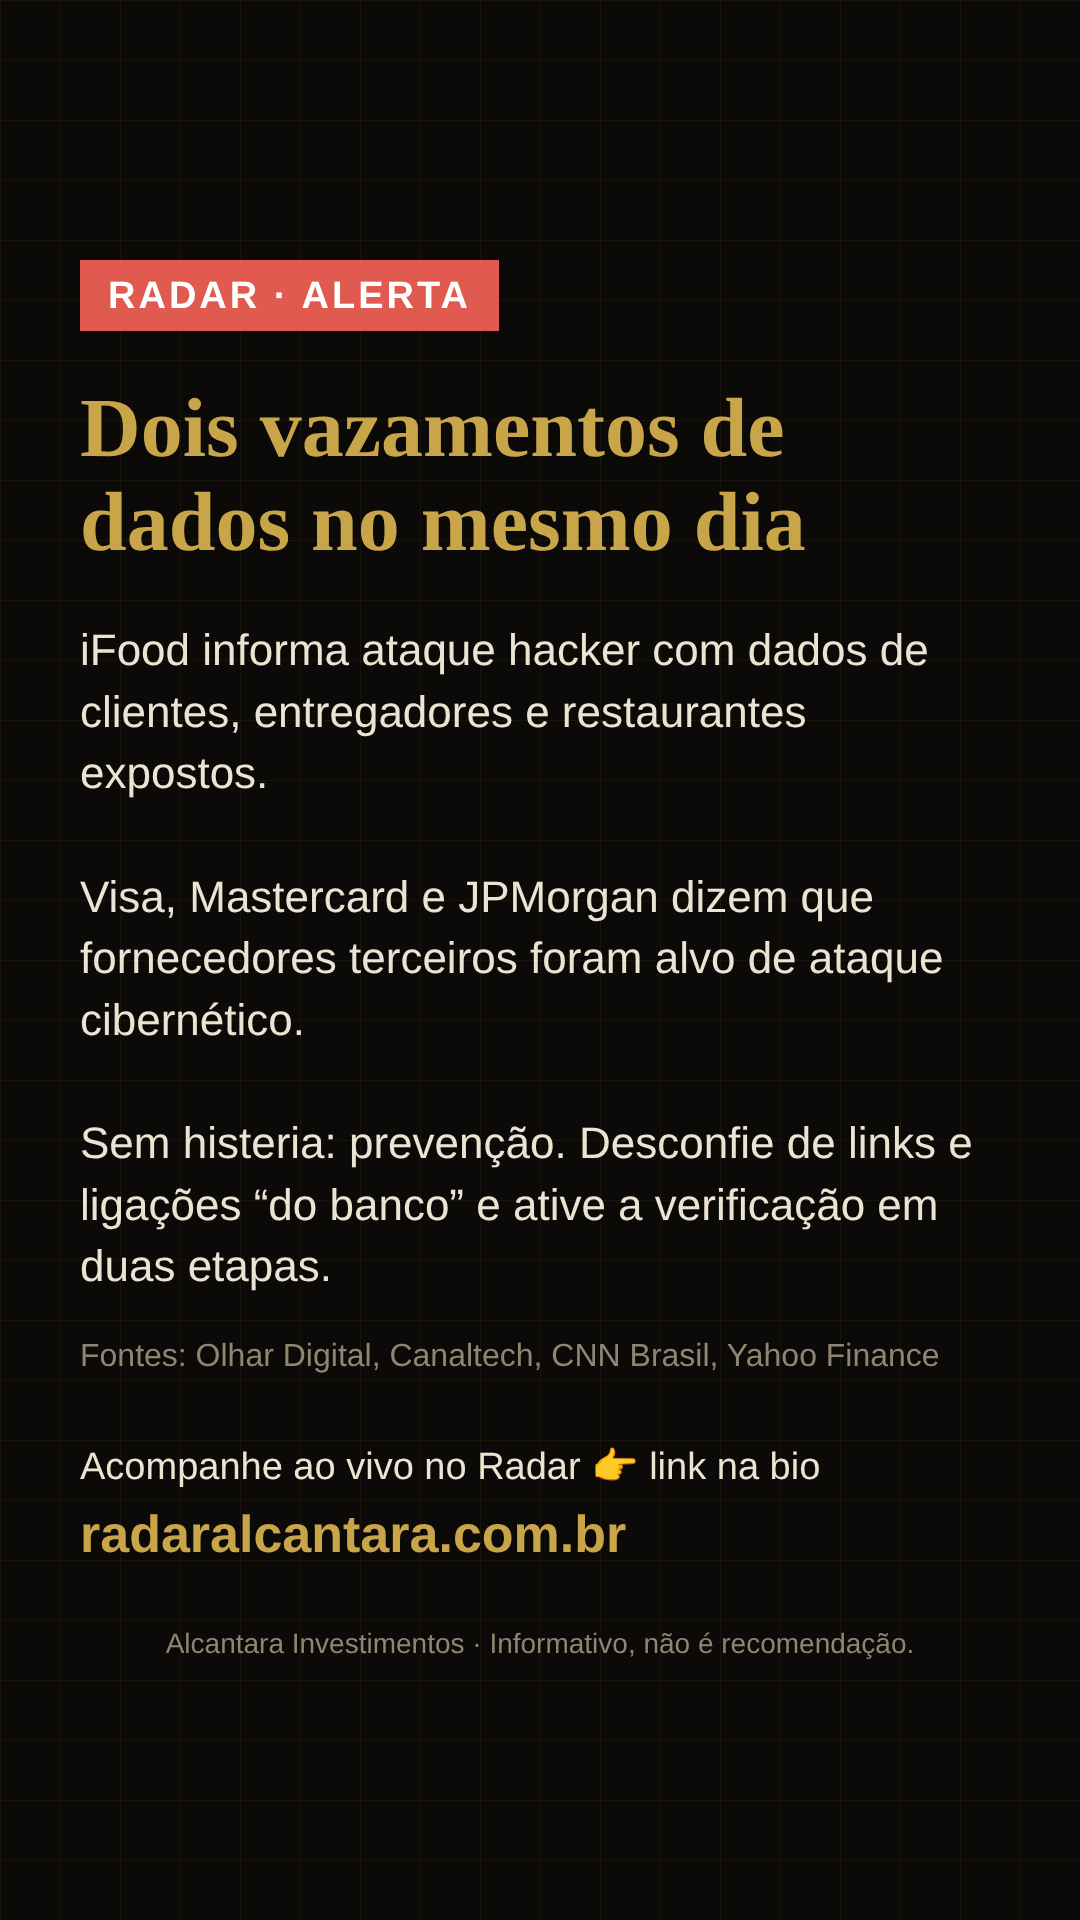 RADAR · ALERTA
Dois vazamentos de
dados no mesmo dia
iFood informa ataque hacker com dados de
clientes, entregadores e restaurantes
expostos.
Visa, Mastercard e JPMorgan dizem que
fornecedores terceiros foram alvo de ataque
cibernético.
Sem histeria: prevenção. Desconfie de links e
ligações “do banco” e ative a verificação em
duas etapas.
Fontes: Olhar Digital, Canaltech, CNN Brasil, Yahoo Finance
Acompanhe ao vivo no Radar 👉 link na bio
radaralcantara.com.br
Alcantara Investimentos · Informativo, não é recomendação.